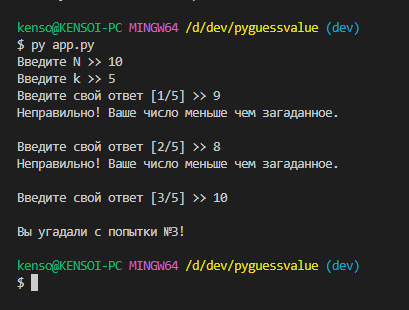 kenso@KENSOI-PC MINGW64 /d/dev/pyguessvalue (dev)
$ py app.py
Введите N >> 10
Введите k >> 5
Введите свой ответ [1/5] >> 9
Неправильно! Ваше число меньше чем загаданное.
Введите свой ответ [2/5] >> 8
Неправильно! Ваше число меньше чем загаданное.
Введите свой ответ [3/5] >> 10
Вы угадали с попытки №3!
kenso@KENSOI-PC MINGW64 /d/dev/pyguessvalue (dev)
$